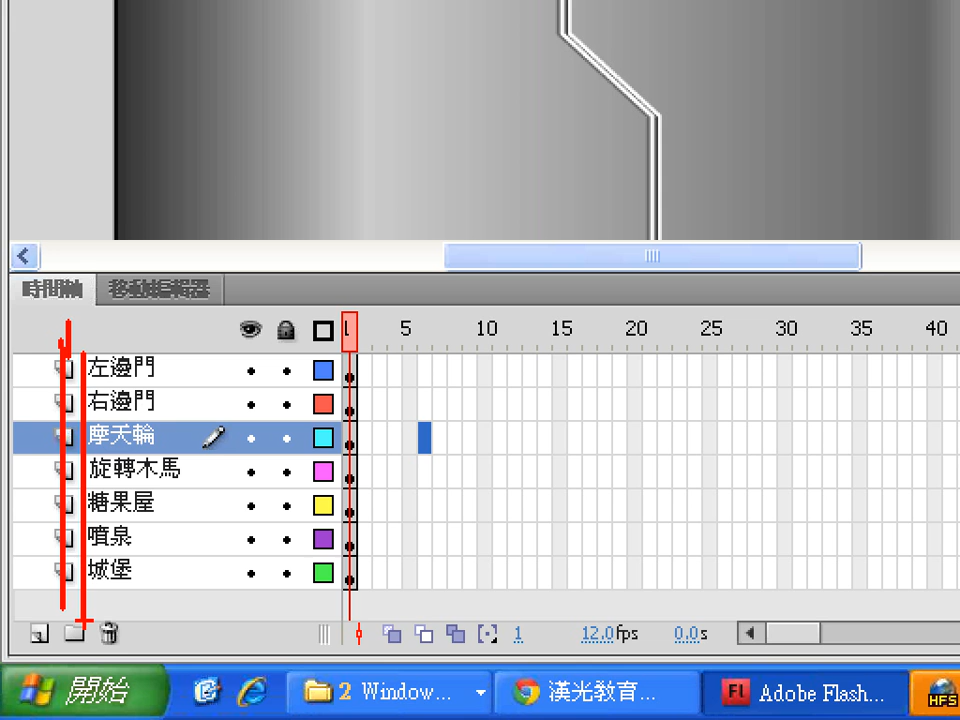 時間軸 移動編輯器
1 5 10 15 20 25 30 35 40
左邊門
右邊門
摩天輪
旋轉木馬
糖果屋
噴泉
城堡
1 12.0fps 0.0s
開始 2 Window... 漢光教育... Fl Adobe Flash... HFS